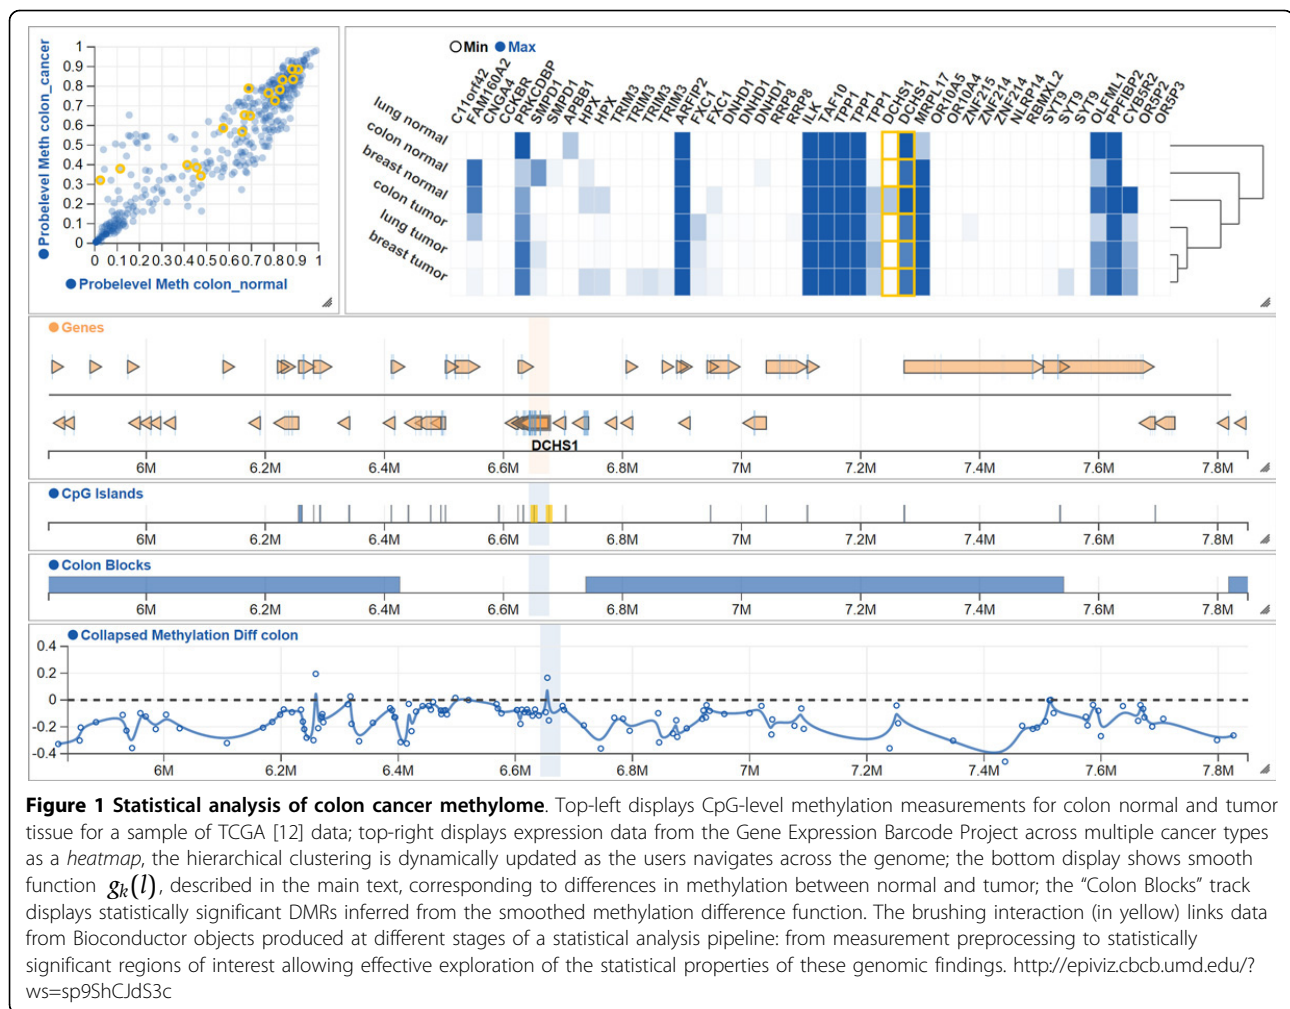 Probelevel Meth colon_cancer
1
0.9
0.8
0.7
0.6
0.5
0.4
0.3
0.2
0.1
0
0 0.1 0.2 0.3 0.4 0.5 0.6 0.7 0.8 0.9 1
Probelevel Meth colon_normal
Min Max
C11orf42
FAM160A2
CNGA4
CCKBR
PRKCDBP
SMPD1
SMPD1
APBB1
HPX
HPX
TRIM3
TRIM3
TRIM3
TRIM3
ARFIP2
FXC1
FXC1
DNHD1
DNHD1
DNHD1
RRP8
RRP8
ILK
TAF10
TPP1
TPP1
TPP1
DCHS1
DCHS1
MRPL17
OR10A5
OR10A4
ZNF215
ZNF214
ZNF214
NLRP14
RBMXL2
SYT9
SYT9
SYT9
OLFML1
PPFIBP2
CYB5R2
OR5P2
OR5P3
lung normal
colon normal
breast normal
colon tumor
lung tumor
breast tumor
Genes
DCHS1
6M 6.2M 6.4M 6.6M 6.8M 7M 7.2M 7.4M 7.6M 7.8M
CpG Islands
6M 6.2M 6.4M 6.6M 6.8M 7M 7.2M 7.4M 7.6M 7.8M
Colon Blocks
6M 6.2M 6.4M 6.6M 6.8M 7M 7.2M 7.4M 7.6M 7.8M
Collapsed Methylation Diff colon
0.4
0.2
0
-0.2
-0.4
6M 6.2M 6.4M 6.6M 6.8M 7M 7.2M 7.4M 7.6M 7.8M
Figure 1 Statistical analysis of colon cancer methylome. Top-left displays CpG-level methylation measurements for colon normal and tumor
tissue for a sample of TCGA [12] data; top-right displays expression data from the Gene Expression Barcode Project across multiple cancer types
as a heatmap, the hierarchical clustering is dynamically updated as the users navigates across the genome; the bottom display shows smooth
function gk(l), described in the main text, corresponding to differences in methylation between normal and tumor; the "Colon Blocks" track
displays statistically significant DMRs inferred from the smoothed methylation difference function. The brushing interaction (in yellow) links data
from Bioconductor objects produced at different stages of a statistical analysis pipeline: from measurement preprocessing to statistically
significant regions of interest allowing effective exploration of the statistical properties of these genomic findings. http://epiviz.cbcb.umd.edu/?
ws=sp9ShCJdS3c